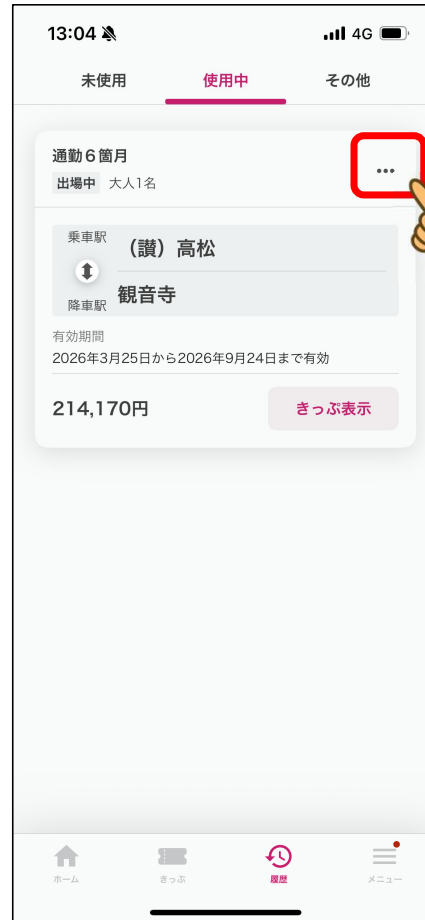 13:04 4G
未使用 使用中 その他
通勤6箇月
出場中 大人1名
乗車駅 (讃)高松
降車駅 観音寺
有効期間
2026年3月25日から2026年9月24日まで有効
214,170円 きっぷ表示
ホーム きっぷ 履歴 メニュー